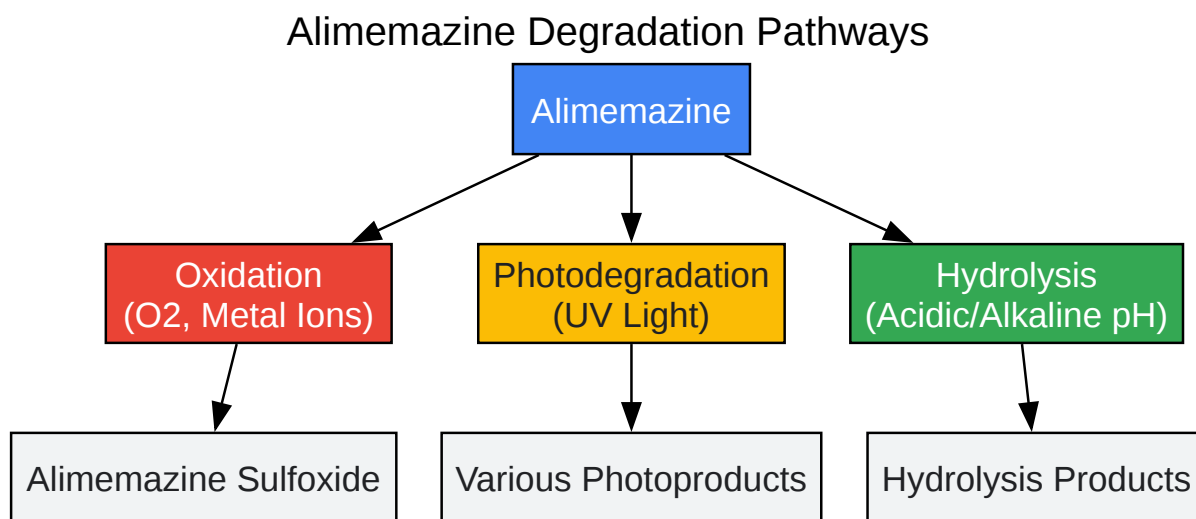 Alimemazine Degradation Pathways
Alimemazine
Oxidation
(O2, Metal Ions)
Photodegradation
(UV Light)
Hydrolysis
(Acidic/Alkaline pH)
Alimemazine Sulfoxide
Various Photoproducts
Hydrolysis Products